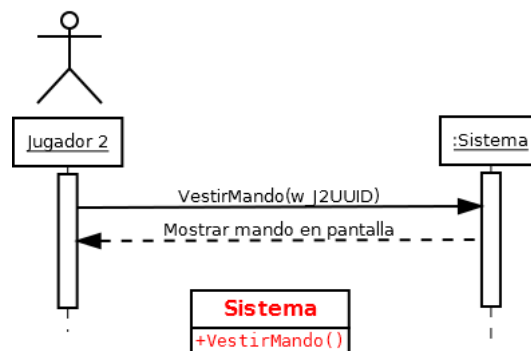 Jugador 2
:Sistema
VestirMando(w_J2UUID)
Mostrar mando en pantalla
Sistema
+VestirMando()